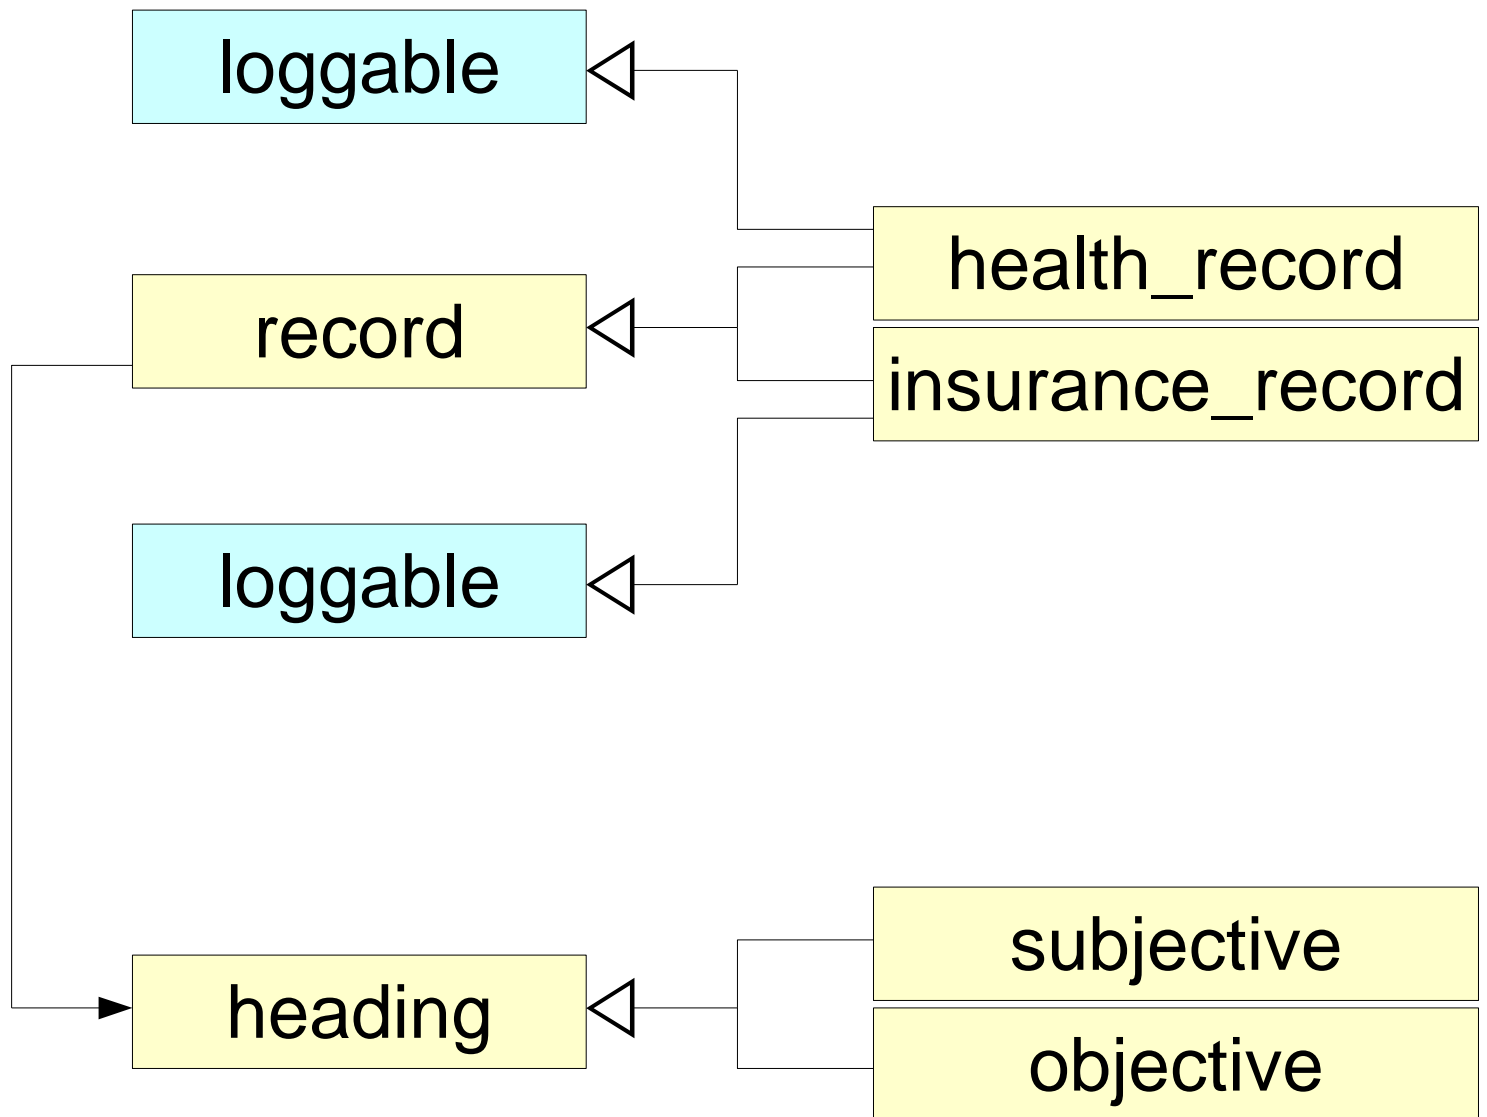 loggable
health_record
record
insurance_record
loggable
subjective
heading
objective